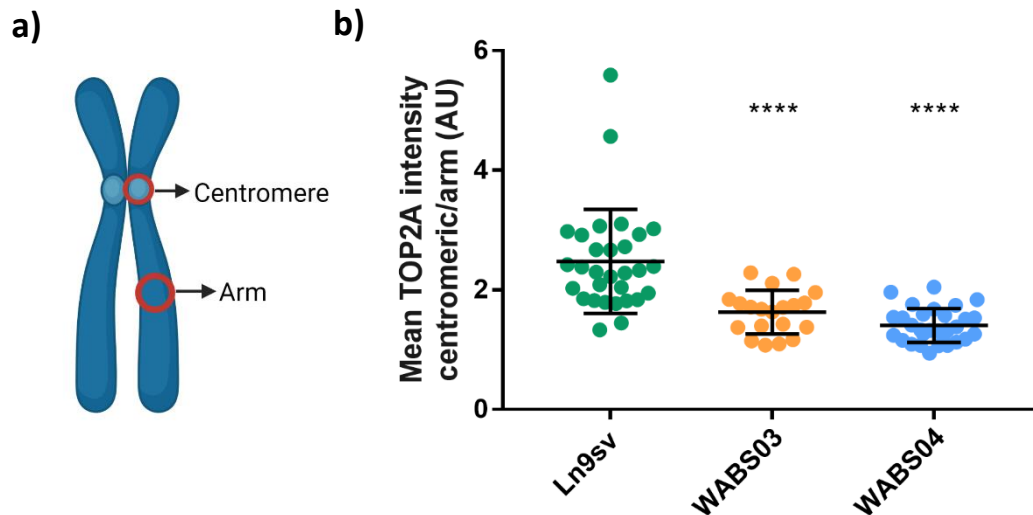 a)
Centromere
Arm
b)
Mean TOP2A intensity
centromeric/arm (AU)
6
4
2
0
****
****
Ln9sv
WABS03
WABS04